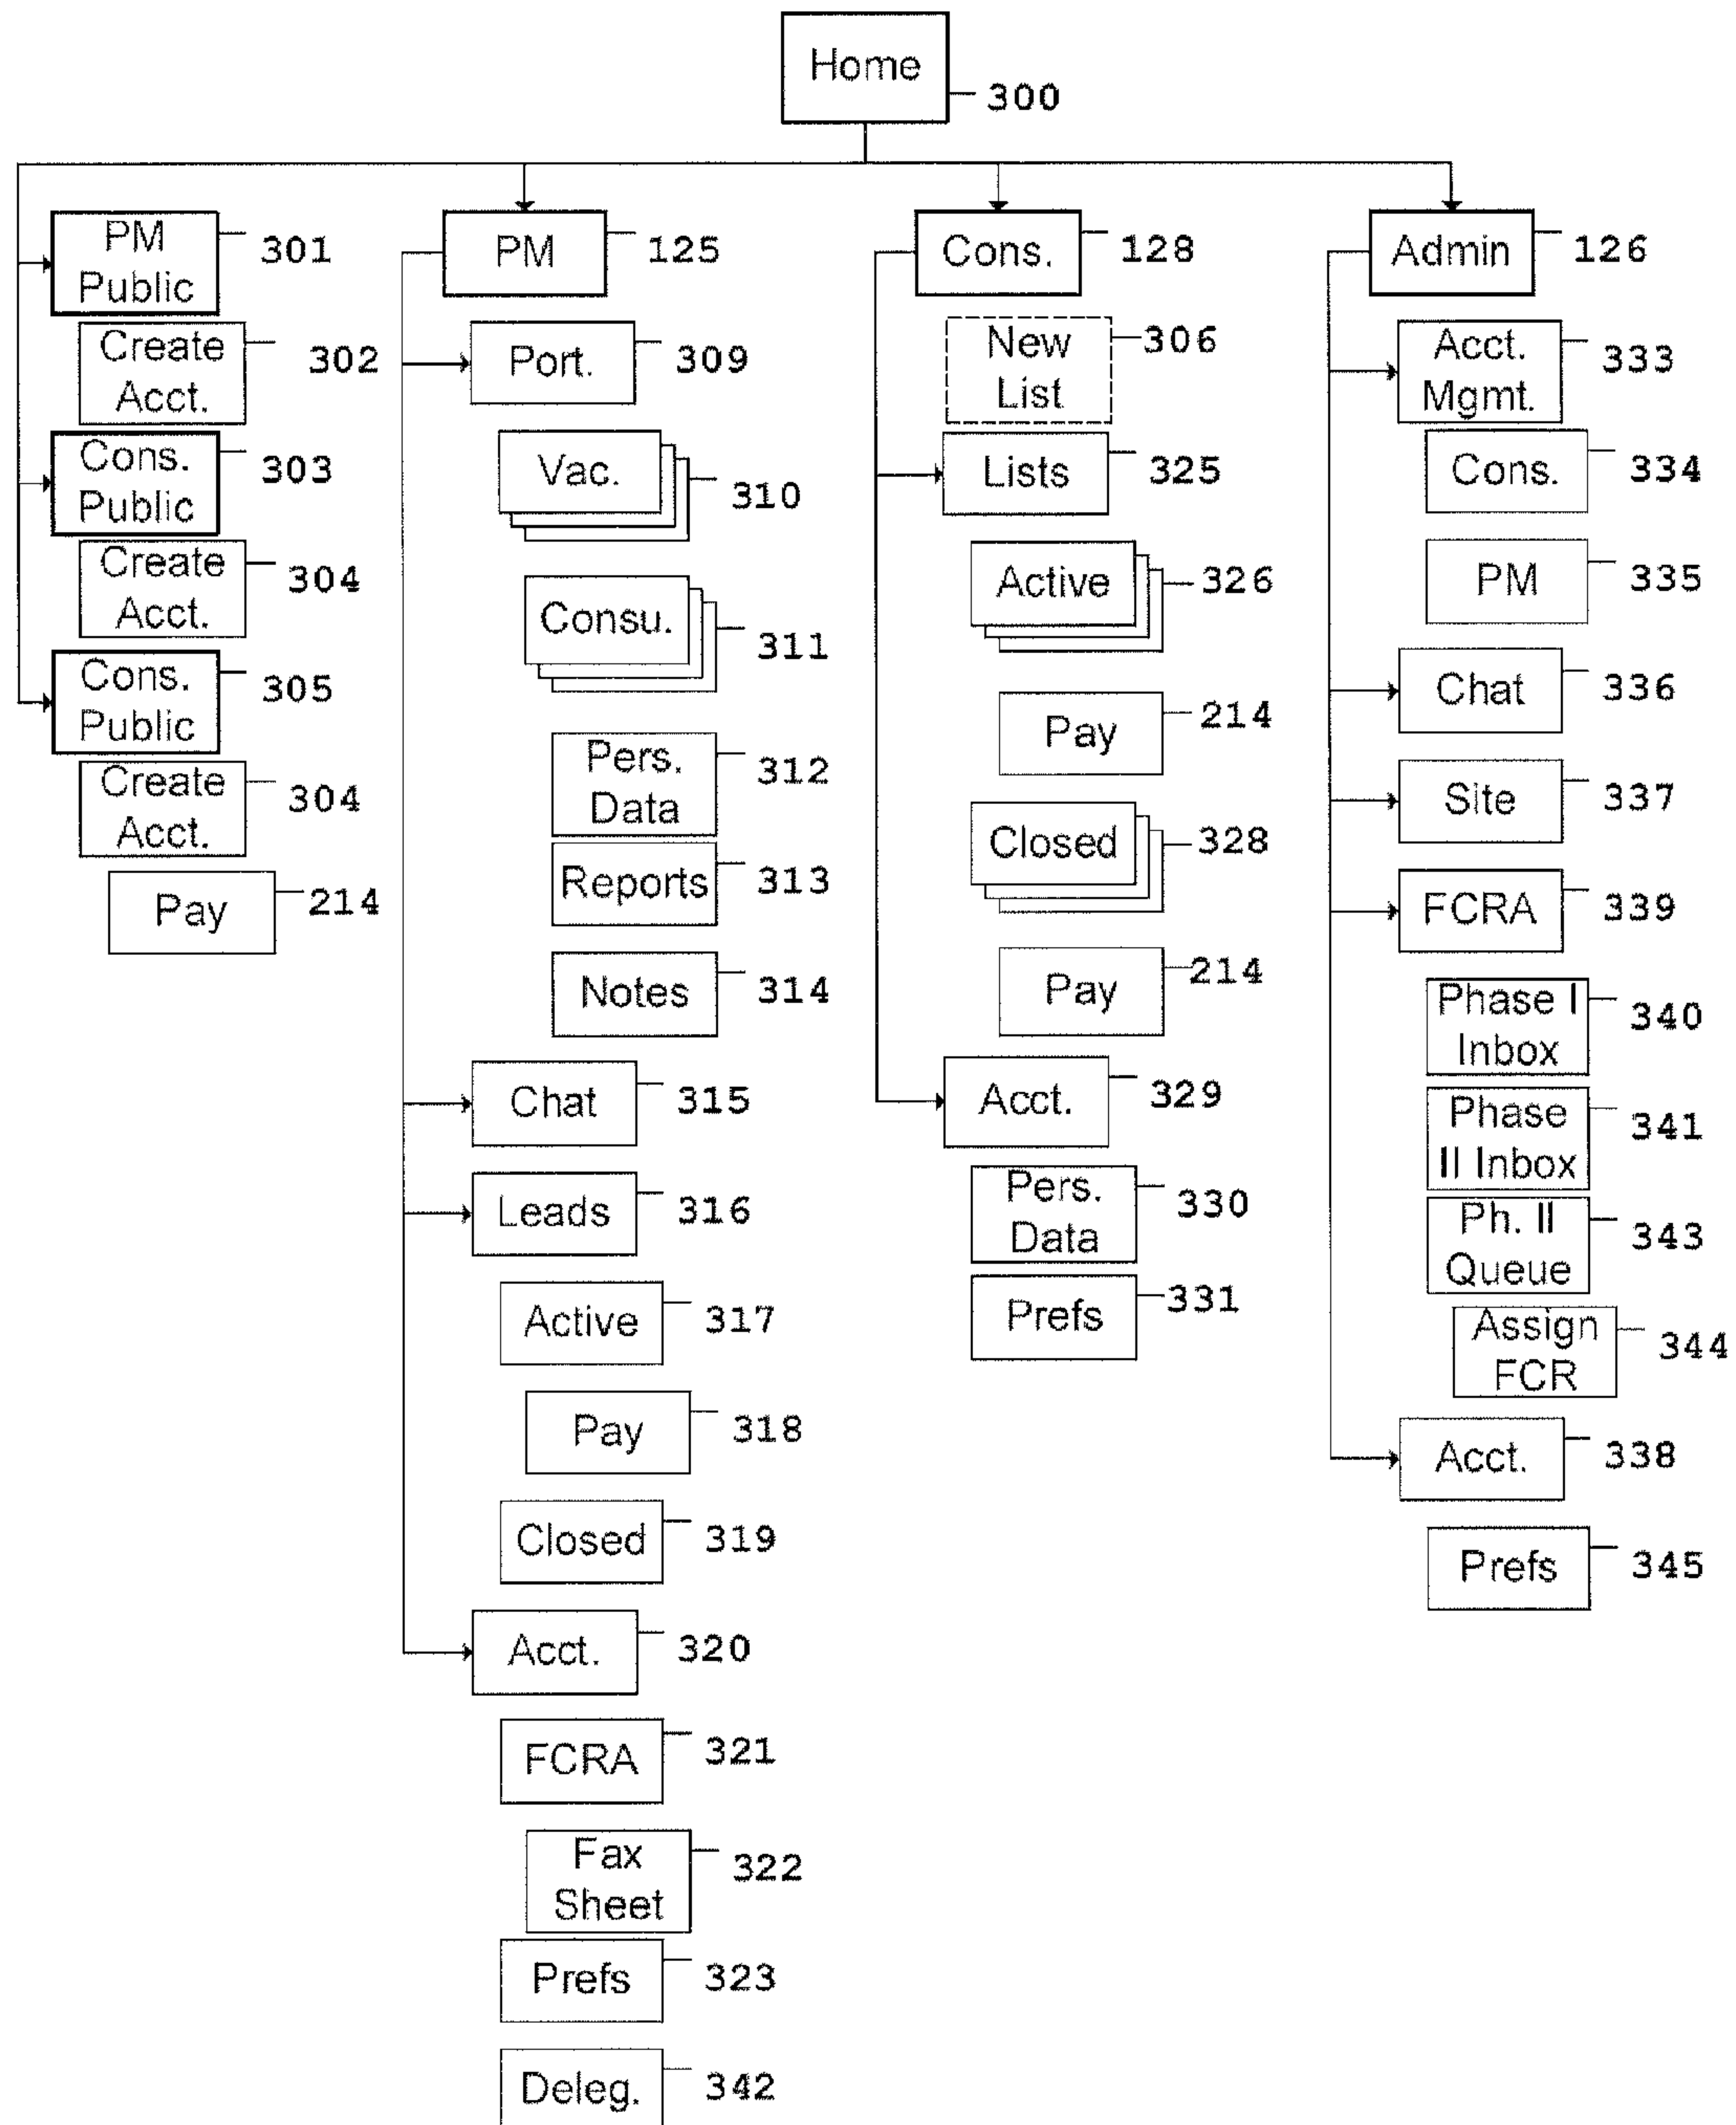 Home
300
PM
Public
301
Create
Acct.
302
Cons.
Public
303
Create
Acct.
304
Cons.
Public
305
Create
Acct.
304
Pay
214
PM
125
Port.
309
Vac.
310
Consu.
311
Pers.
Data
312
Reports
313
Notes
314
Chat
315
Leads
316
Active
317
Pay
318
Closed
319
Acct.
320
FCRA
321
Fax
Sheet
322
Prefs
323
Deleg.
342
Cons.
128
New
List
306
Lists
325
Active
326
Pay
214
Closed
328
Pay
214
Acct.
329
Pers.
Data
330
Prefs
331
Admin
126
Acct.
Mgmt.
333
Cons.
334
PM
335
Chat
336
Site
337
FCRA
339
Phase I
Inbox
340
Phase
II Inbox
341
Ph. II
Queue
343
Assign
FCR
344
Acct.
338
Prefs
345